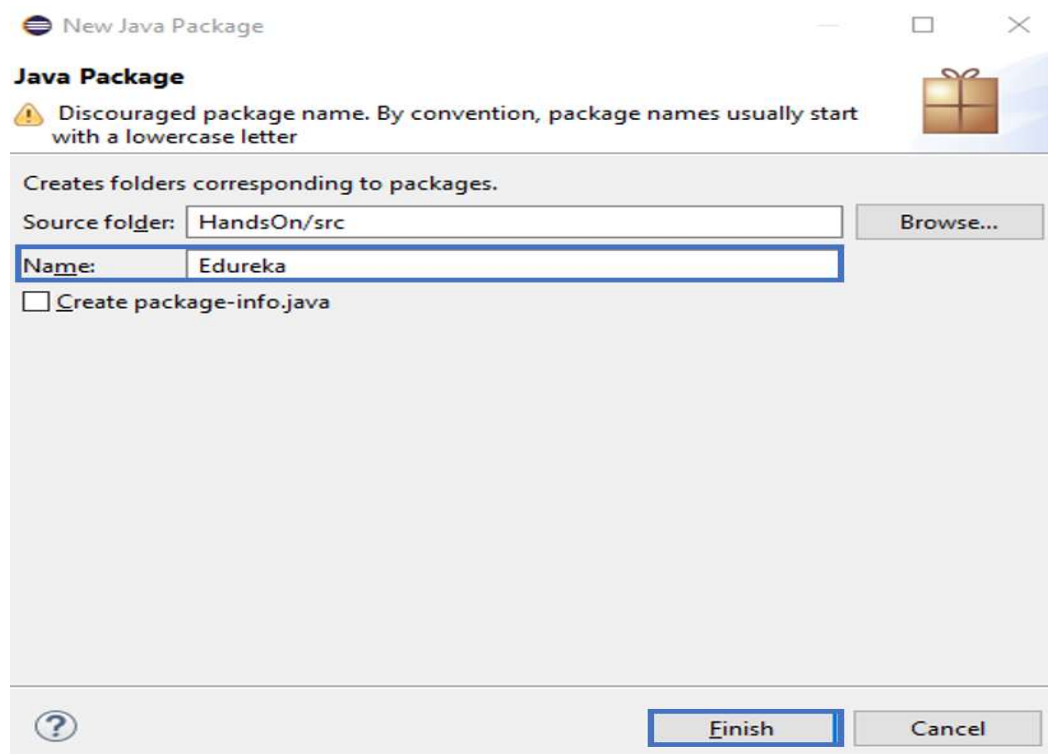 New Java Package
Java Package
Discouraged package name. By convention, package names usually start
with a lowercase letter
Creates folders corresponding to packages.
Source folder: HandsOn/src Browse...
Name: Edureka
Create package-info.java
? Finish Cancel